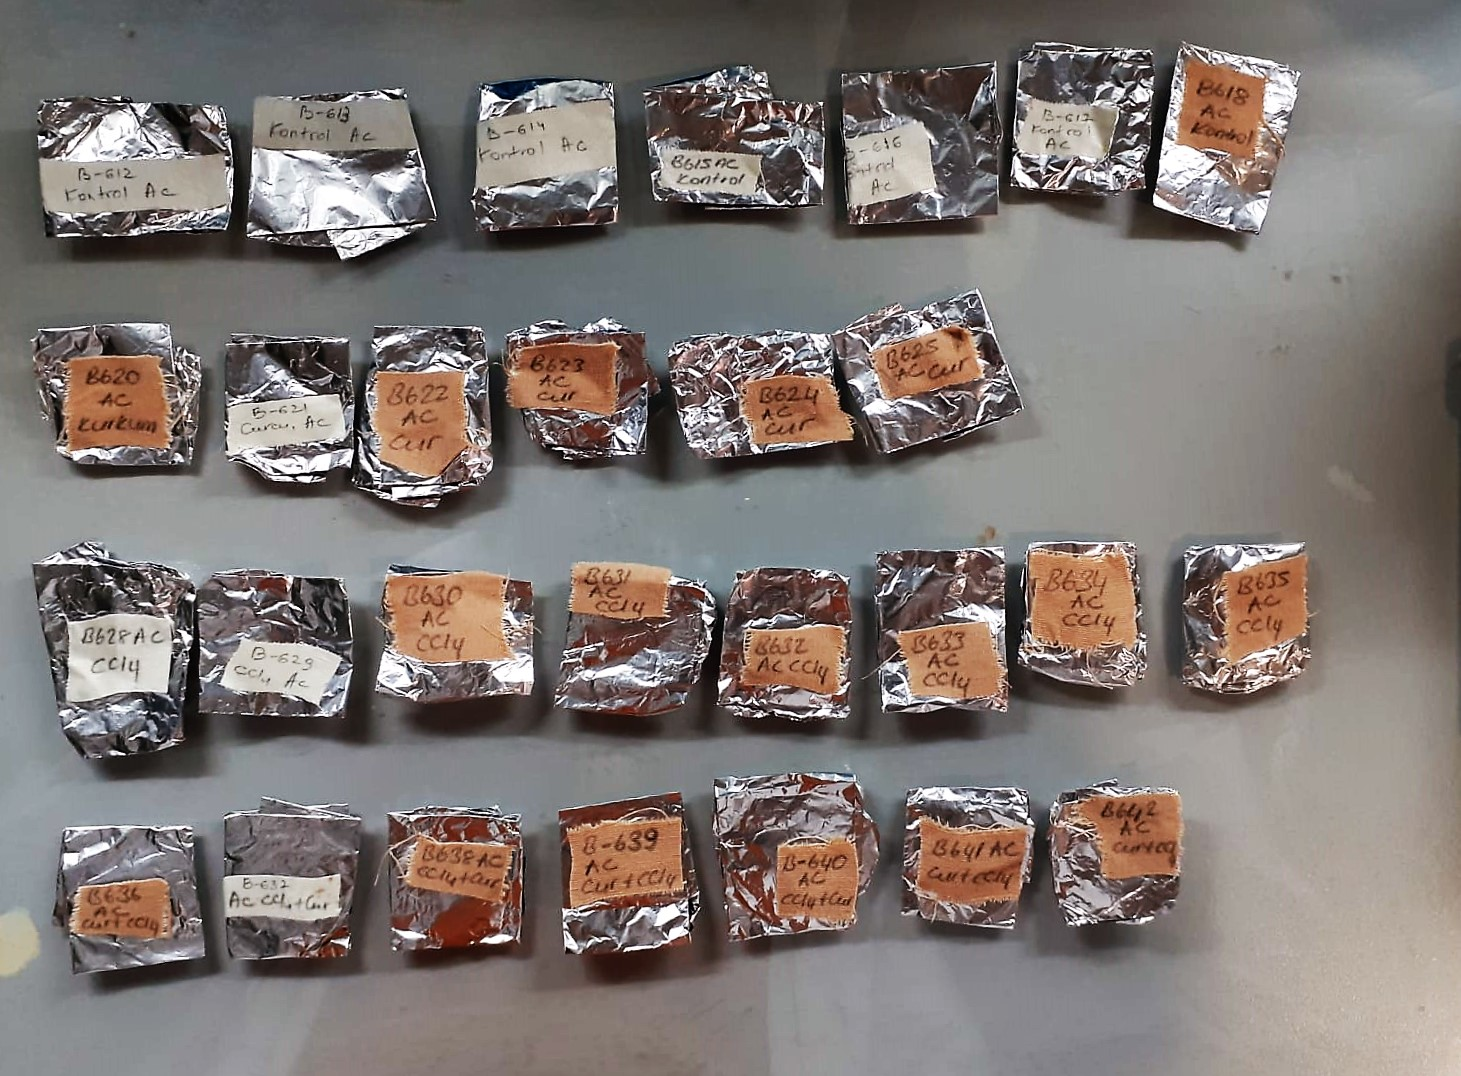 B-612
Kontrol Ac
B-613
Kontrol Ac
B-614
Kontrol Ac
B615 AC
Kontrol
B-616
Kontrol
Ac
B-617
Kontrol
Ac
B618
AC
Kontrol
B620
AC
KurKum
B-621
Curcu, AC
B622
AC
Cur
B623
AC
Cur
B624
AC
Cur
B625
AC Cur
B628 AC
CCl4
B-629
CCl4 Ac
B630
AC
CCl4
B631
AC
CCl4
B632
AC CCl4
B633
AC
CCl4
B634
AC
CCl4
B635
AC
CCl4
B636
AC
Cur+CCl4
B-637
AC CCl4+Cur
B638 AC
CCl4+Cur
B-639
AC
Cur+CCl4
B-640
AC
CCl4+Cur
B641 AC
Cur+CCl4
B642
AC